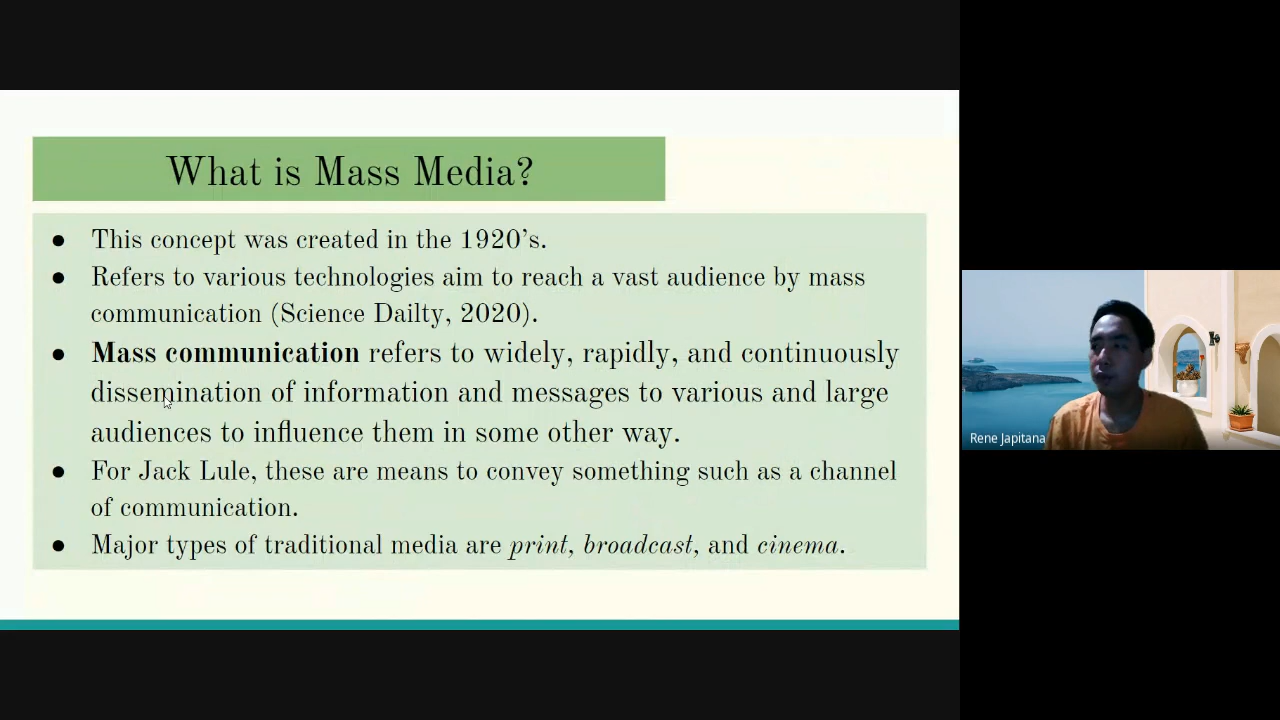 What is Mass Media?
● This concept was created in the 1920's.
● Refers to various technologies aim to reach a vast audience by mass
communication (Science Dailty, 2020).
● Mass communication refers to widely, rapidly, and continuously
dissemination of information and messages to various and large
audiences to influence them in some other way.
● For Jack Lule, these are means to convey something such as a channel
of communication.
● Major types of traditional media are print, broadcast, and cinema.
Rene Japitana